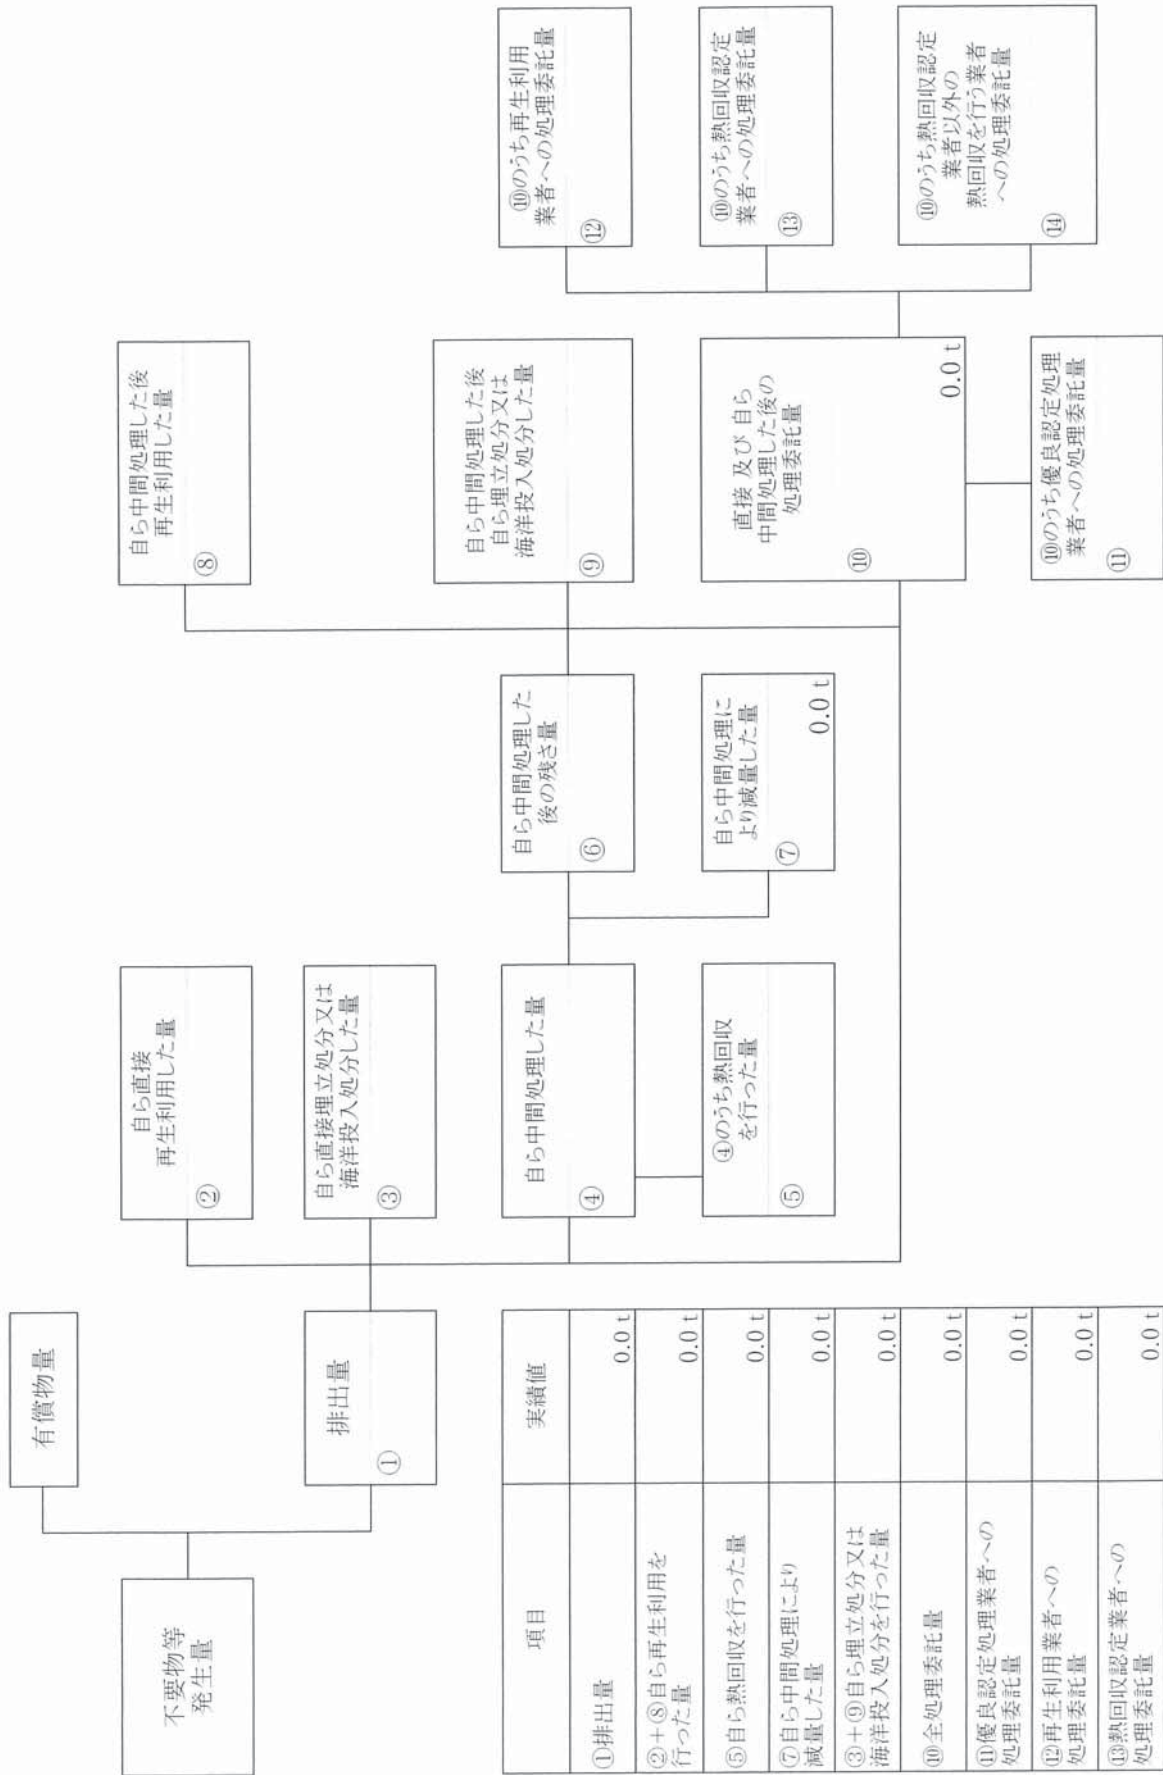 不要物等
発生量
有償物量
排出量
①
自ら直接
再生利用した量
②
自ら直接埋立処分又は
海洋投入処分した量
③
自ら中間処理した量
④
④のうち熱回収
を行った量
⑤
自ら中間処理した
後の残さ量
⑥
自ら中間処理に
より減量した量
⑦
0.0 t
自ら中間処理した後
再生利用した量
⑧
自ら中間処理した後
自ら埋立処分又は
海洋投入処分した量
⑨
直接 及び 自ら
中間処理した後の
処理委託量
⑩
0.0 t
⑩のうち優良認定処理
業者への処理委託量
⑪
⑩のうち再生利用
業者への処理委託量
⑫
⑩のうち熱回収認定
業者への処理委託量
⑬
⑩のうち熱回収認定
業者以外の
熱回収を行う業者
への処理委託量
⑭
項目 実績値
①排出量 0.0 t
②+⑧自ら再生利用を
行った量 0.0 t
⑤自ら熱回収を行った量 0.0 t
⑦自ら中間処理により
減量した量 0.0 t
③+⑨自ら埋立処分又は
海洋投入処分を行った量 0.0 t
⑩全処理委託量 0.0 t
⑪優良認定処理業者への
処理委託量 0.0 t
⑫再生利用業者への
処理委託量 0.0 t
⑬熱回収認定業者への
処理委託量 0.0 t